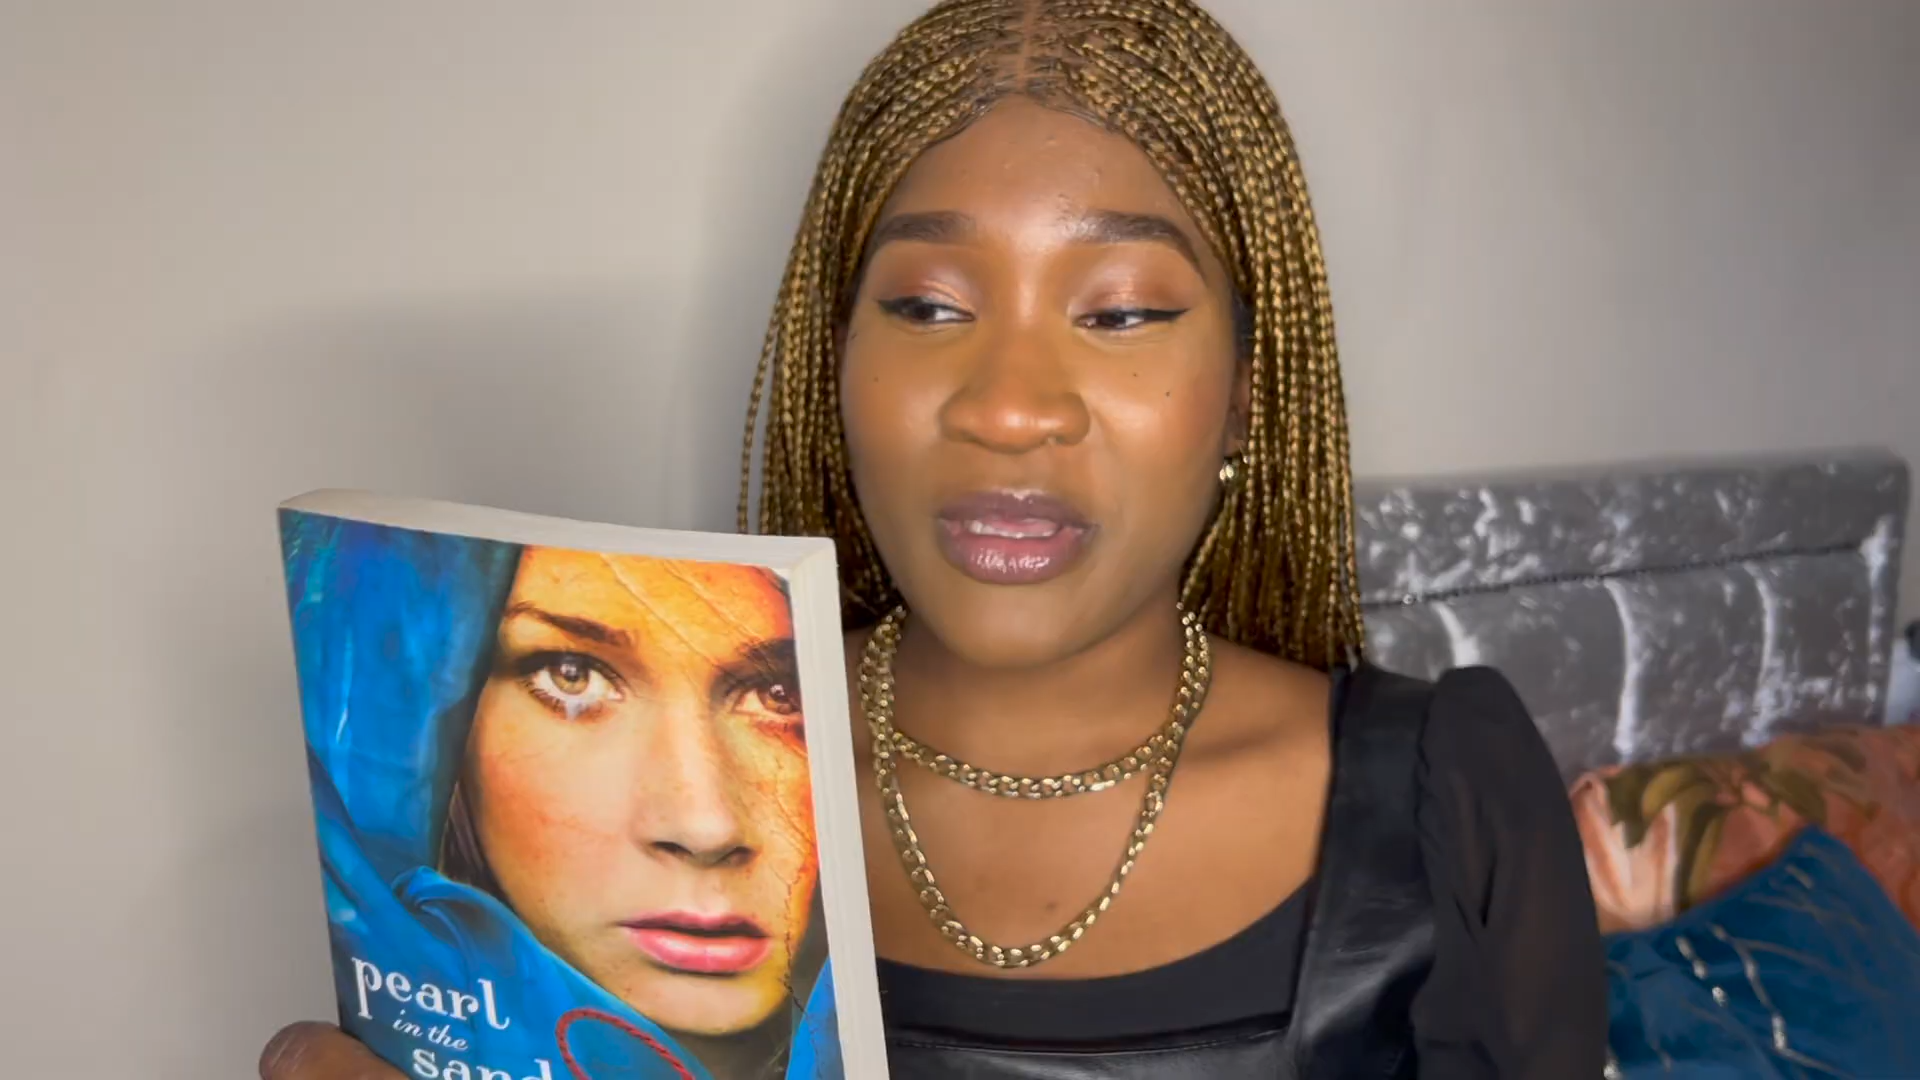 pearl
in the
sand